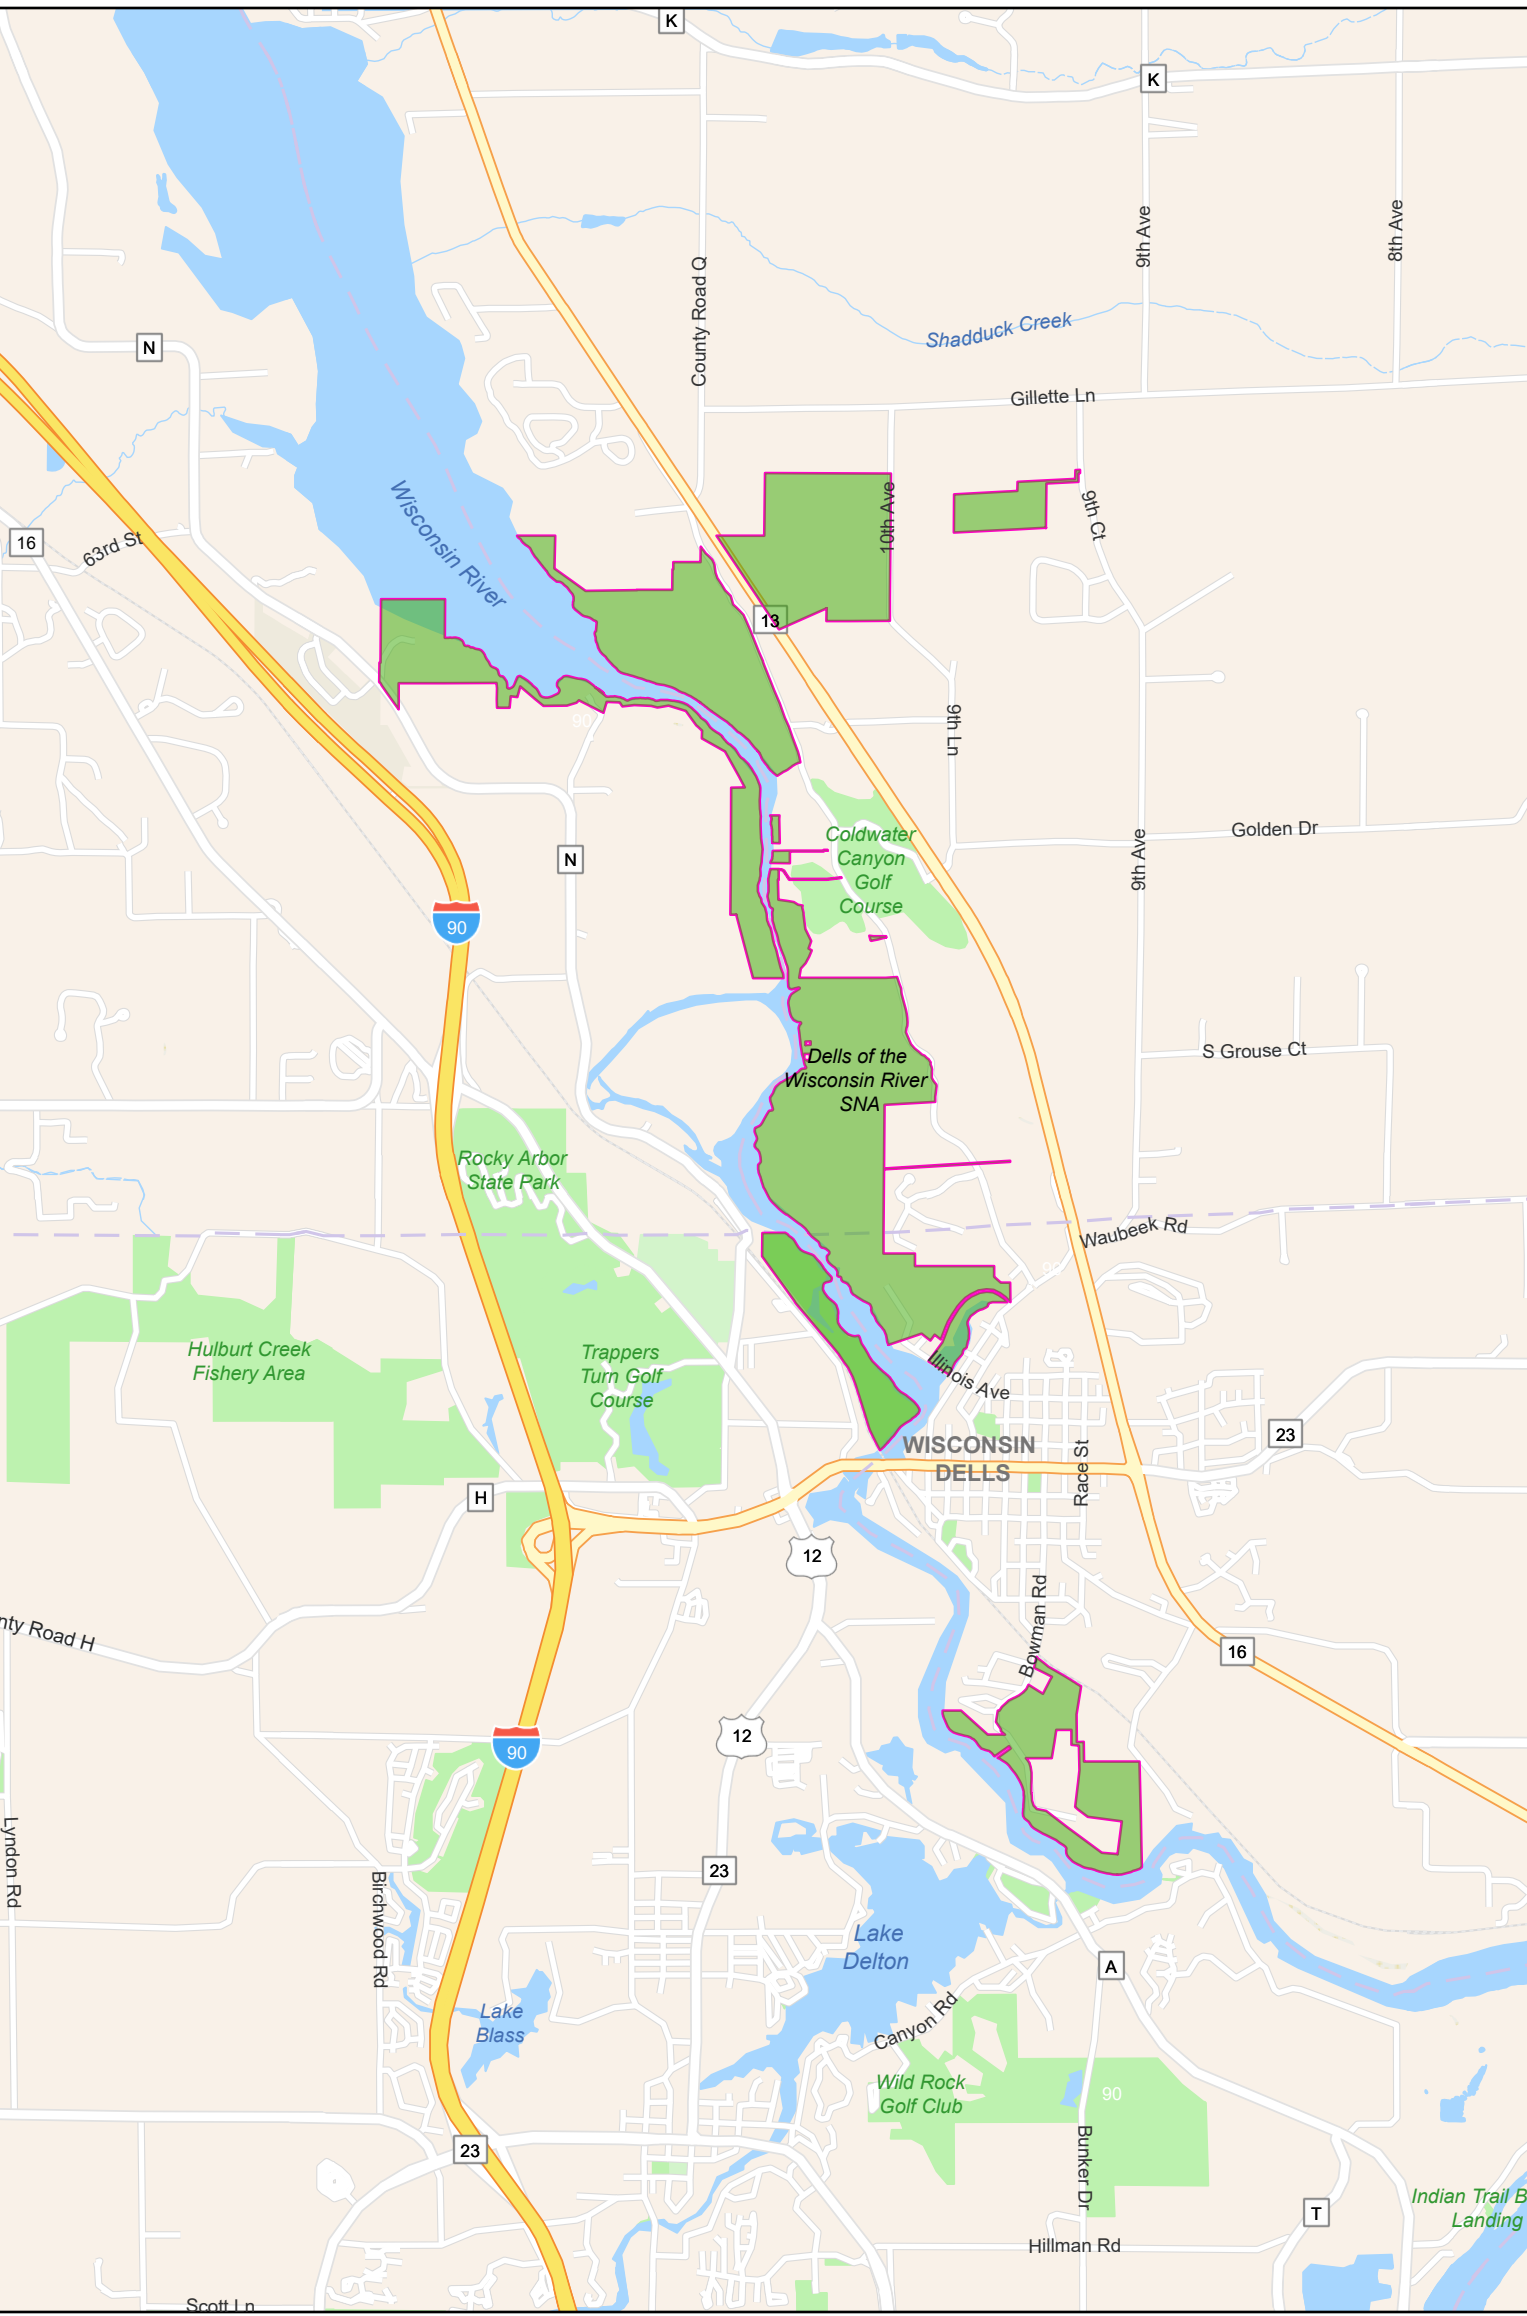 K
K
9th Ave
8th Ave
County Road Q
Shadduck Creek
N
Gillette Ln
Wisconsin River
10th Ave
9th Ct
16
63rd St
13
90
9th Ln
Golden Dr
Coldwater
Canyon
Golf
Course
N
9th Ave
90
S Grouse Ct
Dells of the
Wisconsin River
SNA
Rocky Arbor
State Park
Waubeek Rd
90
Hulburt Creek
Fishery Area
Trappers
Turn Golf
Course
Illinois Ave
23
WISCONSIN
DELLS
Race St
H
12
Bowman Rd
nty Road H
16
12
90
Lyndon Rd
23
Birchwood Rd
Lake
Delton
A
Lake
Blass
Canyon Rd
Wild Rock
Golf Club
90
23
Bunker Dr
Indian Trail B
Landing
T
Hillman Rd
Scott Ln